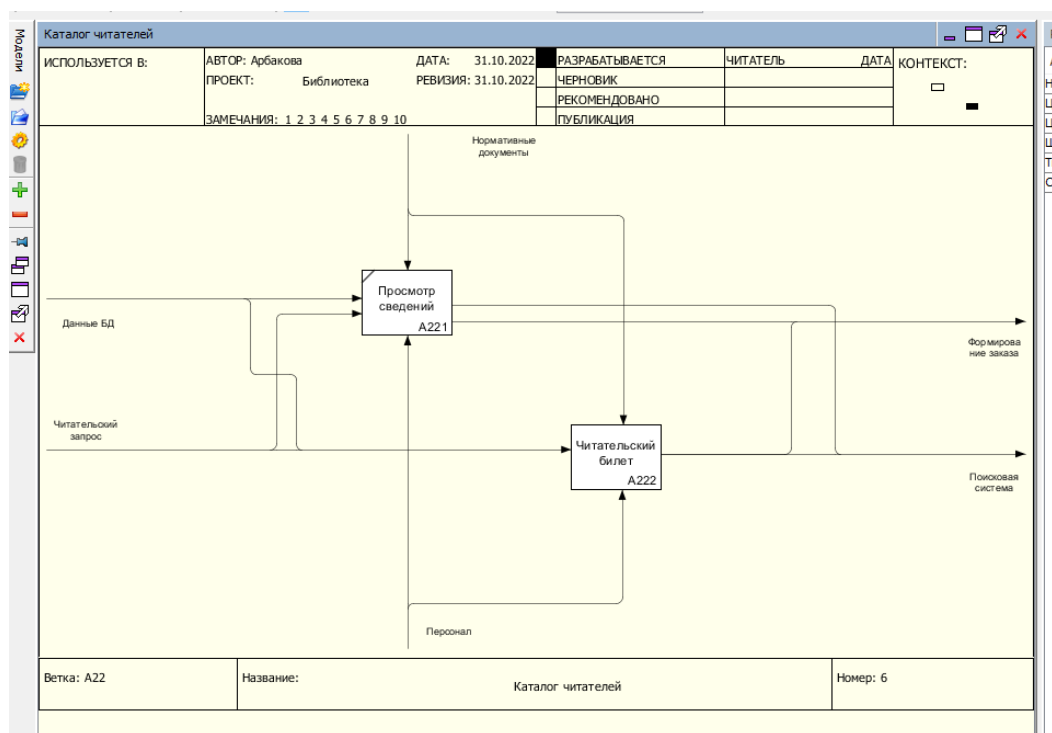 Модели
Каталог читателей
ИСПОЛЬЗУЕТСЯ В:
АВТОР: Арбакова
ДАТА: 31.10.2022
ПРОЕКТ: Библиотека
РЕВИЗИЯ: 31.10.2022
ЗАМЕЧАНИЯ: 1 2 3 4 5 6 7 8 9 10
РАЗРАБАТЫВАЕТСЯ
ЧЕРНОВИК
РЕКОМЕНДОВАНО
ПУБЛИКАЦИЯ
ЧИТАТЕЛЬ ДАТА
КОНТЕКСТ:
Нормативные
документы
Просмотр
сведений
A221
Данные БД
Формирова
ние заказа
Читательский
запрос
Читательский
билет
A222
Поисковая
система
Персонал
Ветка: A22
Название:
Каталог читателей
Номер: 6